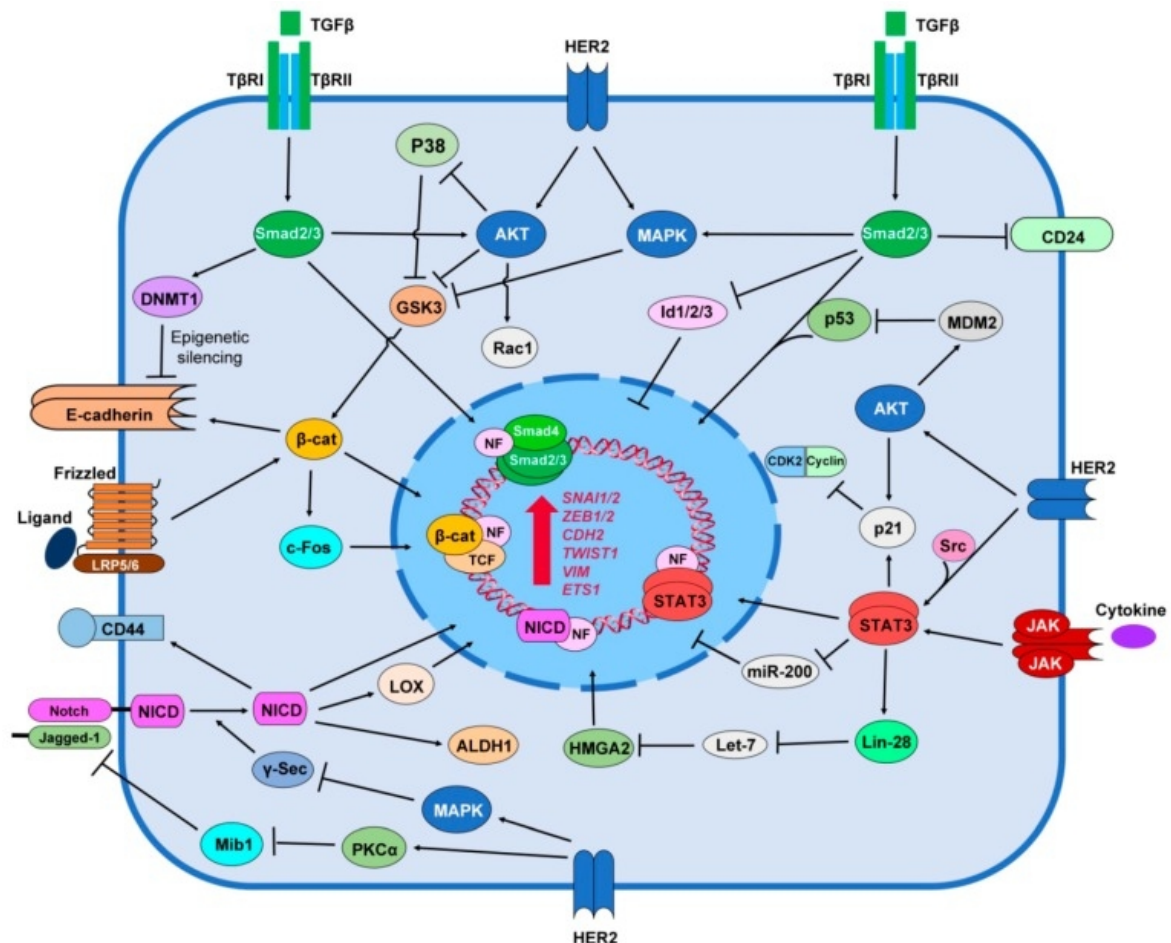 TGFβ
TβRI
TβRII
HER2
TGFβ
TβRI
TβRII
P38
Smad2/3
AKT
MAPK
Smad2/3
CD24
DNMT1
GSK3
Id1/2/3
p53
MDM2
Epigenetic
silencing
Rac1
E-cadherin
β-cat
AKT
NF
Smad4
Smad2/3
CDK2
Cyclin
HER2
Frizzled
Ligand
LRP5/6
c-Fos
β-cat
NF
TCF
SNAI1/2
ZEB1/2
CDH2
TWIST1
VIM
ETS1
p21
Src
NF
STAT3
STAT3
JAK
JAK
Cytokine
CD44
NICD
NF
miR-200
LOX
Notch
NICD
NICD
Jagged-1
ALDH1
HMGA2
Let-7
Lin-28
γ-Sec
MAPK
Mib1
PKCα
HER2